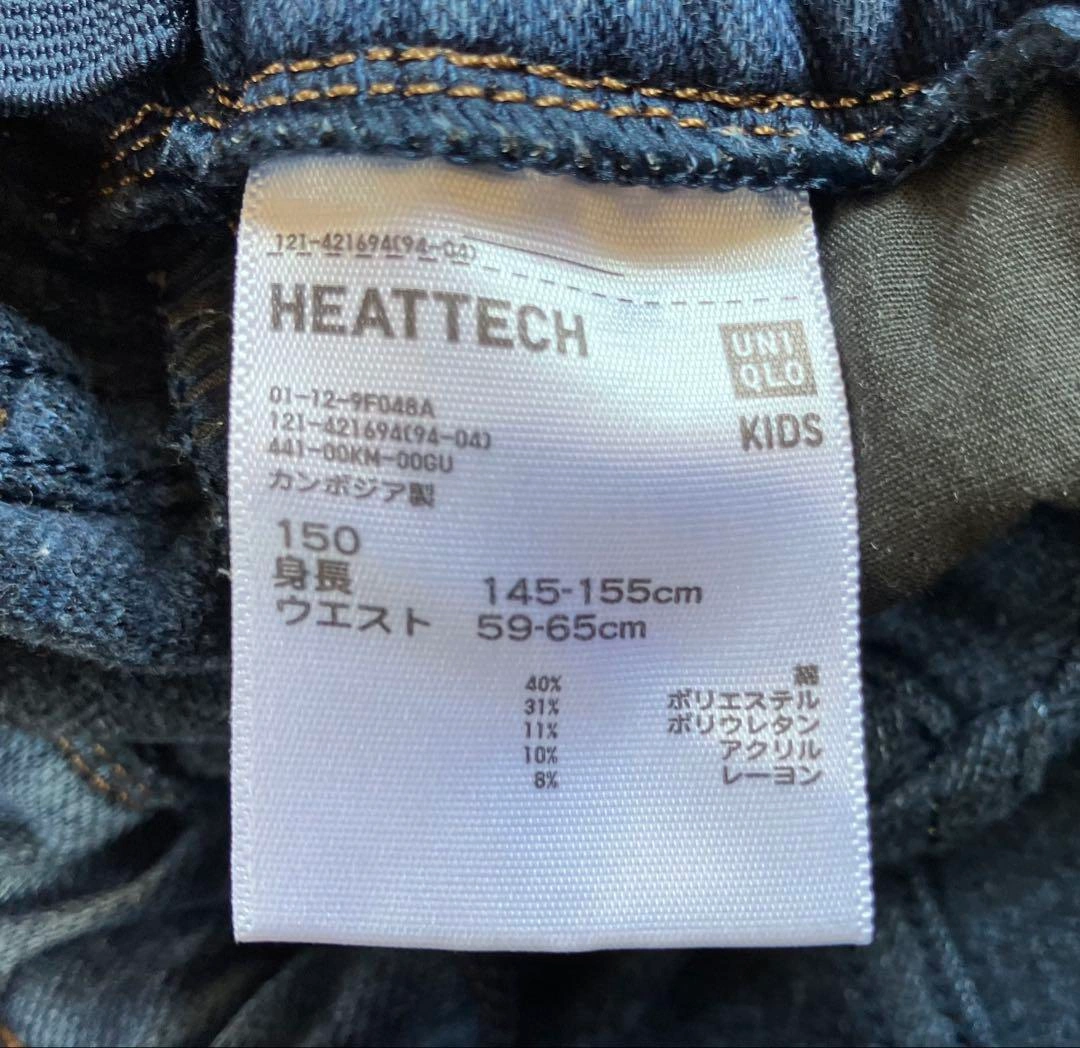 121-421694(94-04)
HEATTECH
UNI
QLO
KIDS
01-12-9F048A
121-421694(94-04)
441-00KM-00GU
カンボジア製
150
身長 145-155cm
ウエスト 59-65cm
40% 綿
31% ポリエステル
11% ポリウレタン
10% アクリル
8% レーヨン